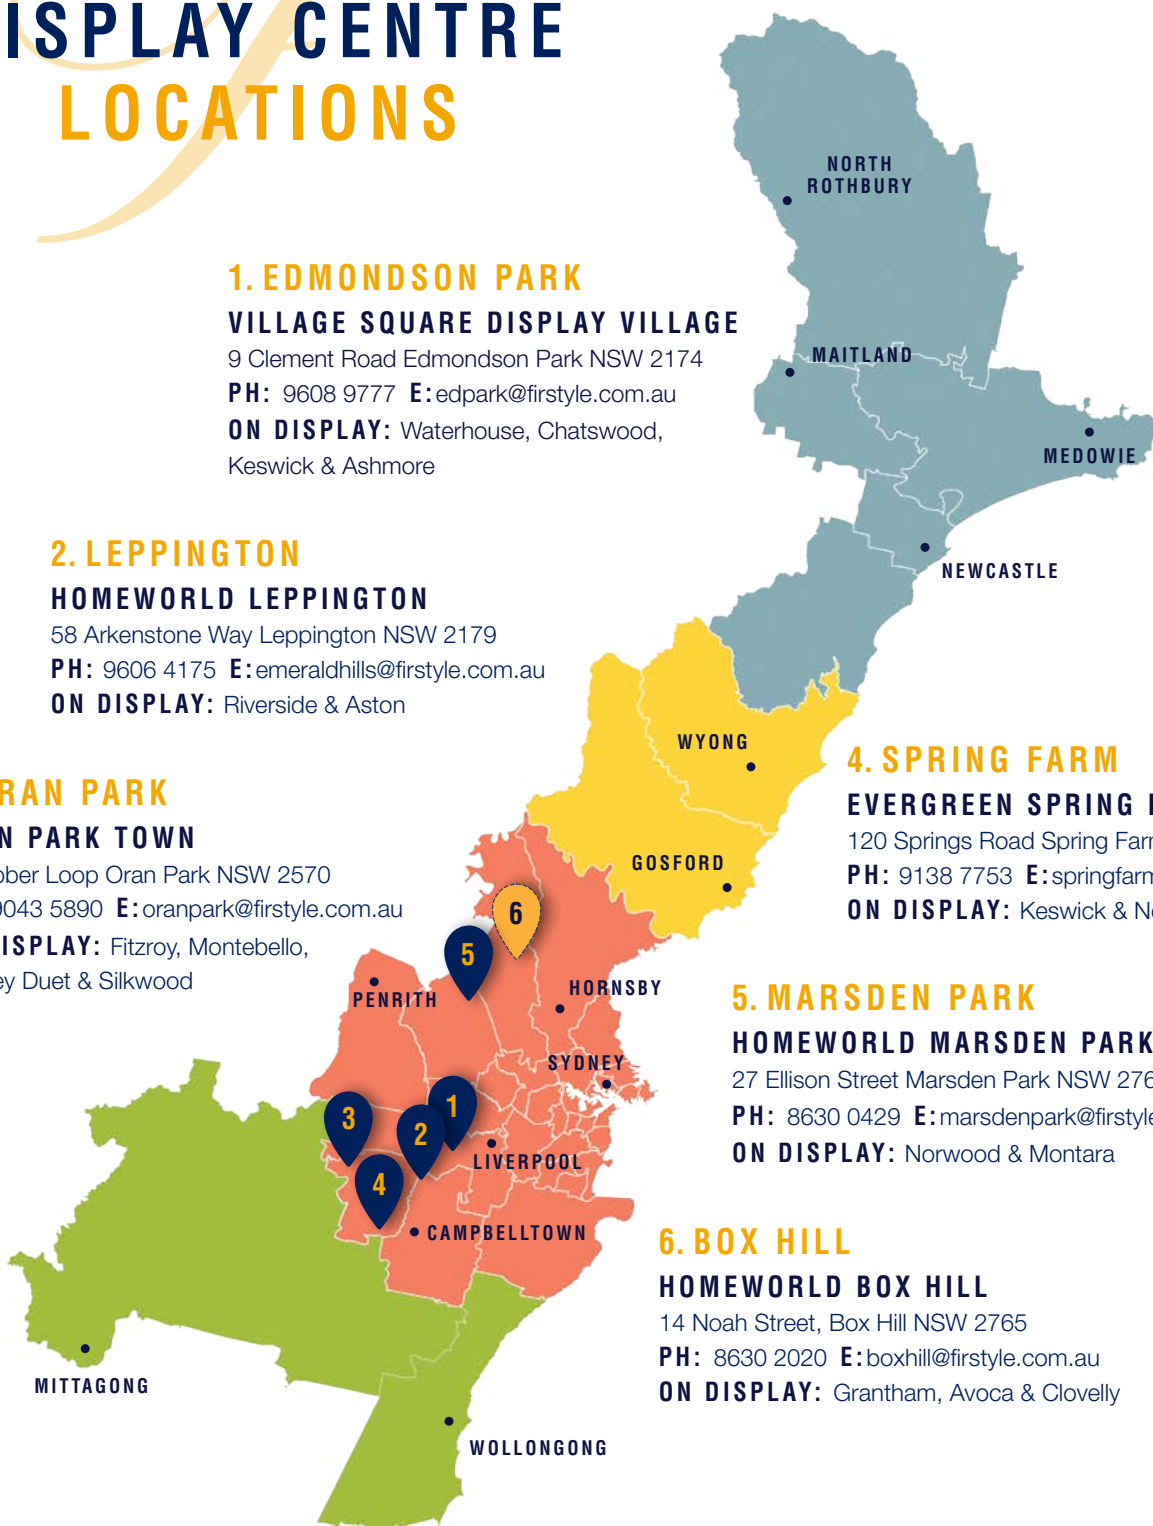 ISPLAY CENTRE
LOCATIONS
NORTH
ROTHBURY
MAITLAND
MEDOWIE
NEWCASTLE
1. EDMONDSON PARK
VILLAGE SQUARE DISPLAY VILLAGE
9 Clement Road Edmondson Park NSW 2174
PH: 9608 9777 E: edpark@firstyle.com.au
ON DISPLAY: Waterhouse, Chatswood,
Keswick & Ashmore
2. LEPPINGTON
HOMEWORLD LEPPINGTON
58 Arkenstone Way Leppington NSW 2179
PH: 9606 4175 E: emeraldhills@firstyle.com.au
ON DISPLAY: Riverside & Aston
RAN PARK
N PARK TOWN
ber Loop Oran Park NSW 2570
9043 5890 E: oranpark@firstyle.com.au
ISPLAY: Fitzroy, Montebello,
ey Duet & Silkwood
WYONG
GOSFORD
4. SPRING FARM
EVERGREEN SPRING
120 Springs Road Spring Farm
PH: 9138 7753 E: springfarm
ON DISPLAY: Keswick & No
5. MARSDEN PARK
HOMEWORLD MARSDEN PARK
27 Ellison Street Marsden Park NSW 276
PH: 8630 0429 E: marsdenpark@firstyle
ON DISPLAY: Norwood & Montara
6. BOX HILL
HOMEWORLD BOX HILL
14 Noah Street, Box Hill NSW 2765
PH: 8630 2020 E: boxhill@firstyle.com.au
ON DISPLAY: Grantham, Avoca & Clovelly
6
5
PENRITH
HORNSBY
SYDNEY
1
3
2
LIVERPOOL
4
CAMPBELLTOWN
MITTAGONG
WOLLONGONG